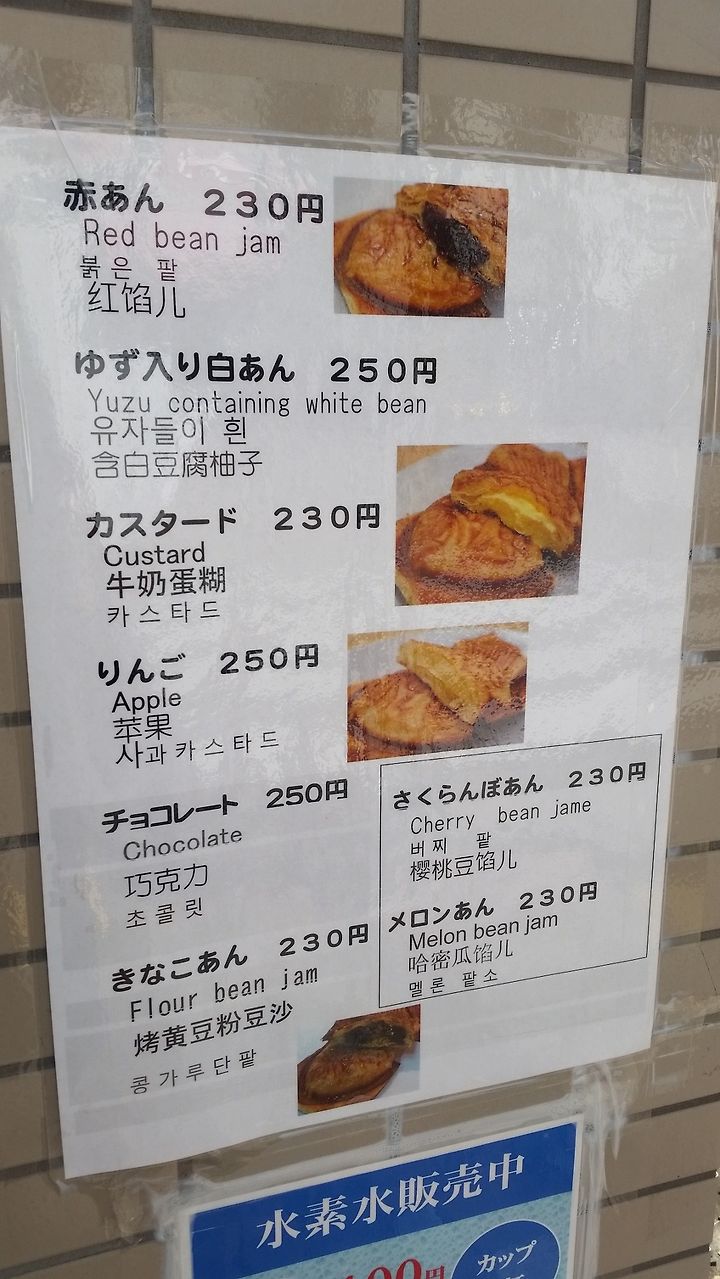 赤あん　２３０円
Red bean jam
붉은 팥
红馅儿
ゆず入り白あん　２５０円
Yuzu containing white bean
유자들이 흰
含白豆腐柚子
カスタード　２３０円
Custard
牛奶蛋糊
카스타드
りんご　２５０円
Apple
苹果
사과카스타드
チョコレート　250円
Chocolate
巧克力
초콜릿
きなこあん　２３０円
Flour bean jam
烤黄豆粉豆沙
콩가루단팥
さくらんぼあん　２３０円
Cherry bean jame
버찌 팥
樱桃豆馅儿
メロンあん　２３０円
Melon bean jam
哈密瓜馅儿
멜론 팥소
水素水販売中
カップ